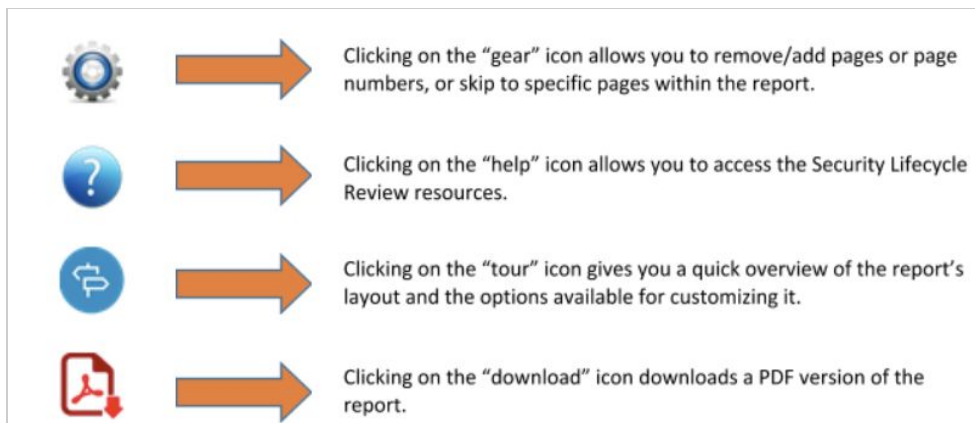 Clicking on the “gear” icon allows you to remove/add pages or page
numbers, or skip to specific pages within the report.
?
Clicking on the “help” icon allows you to access the Security Lifecycle
Review resources.
Clicking on the “tour” icon gives you a quick overview of the report’s
layout and the options available for customizing it.
Clicking on the “download” icon downloads a PDF version of the
report.